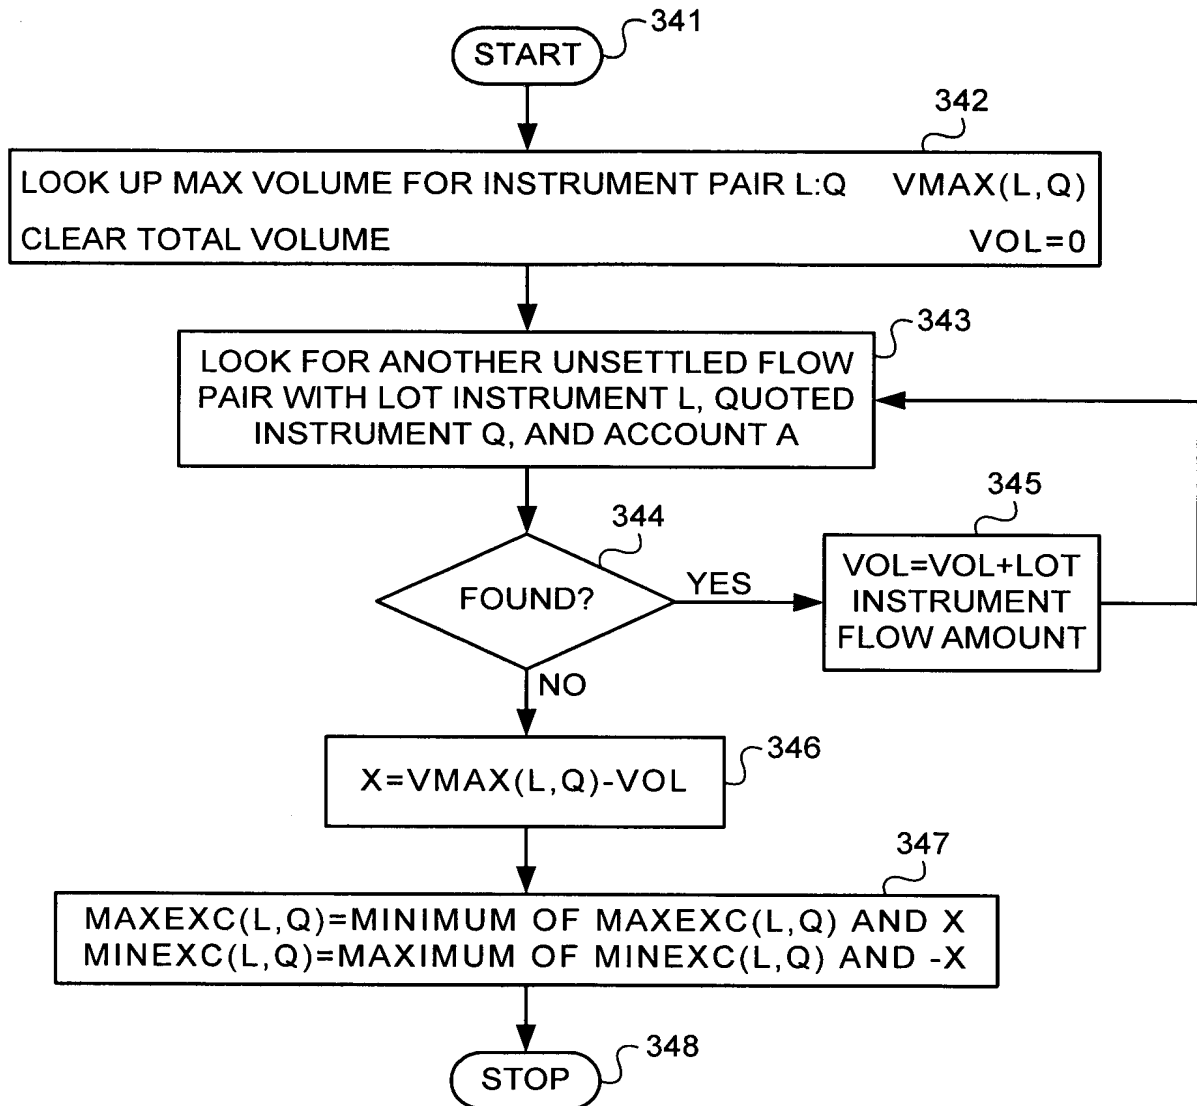 341
START
342
LOOK UP MAX VOLUME FOR INSTRUMENT PAIR L:Q VMAX(L,Q)
CLEAR TOTAL VOLUME VOL=0
343
LOOK FOR ANOTHER UNSETTLED FLOW
PAIR WITH LOT INSTRUMENT L, QUOTED
INSTRUMENT Q, AND ACCOUNT A
344
FOUND?
YES
345
VOL=VOL+LOT
INSTRUMENT
FLOW AMOUNT
NO
346
X=VMAX(L,Q)-VOL
347
MAXEXC(L,Q)=MINIMUM OF MAXEXC(L,Q) AND X
MINEXC(L,Q)=MAXIMUM OF MINEXC(L,Q) AND -X
348
STOP